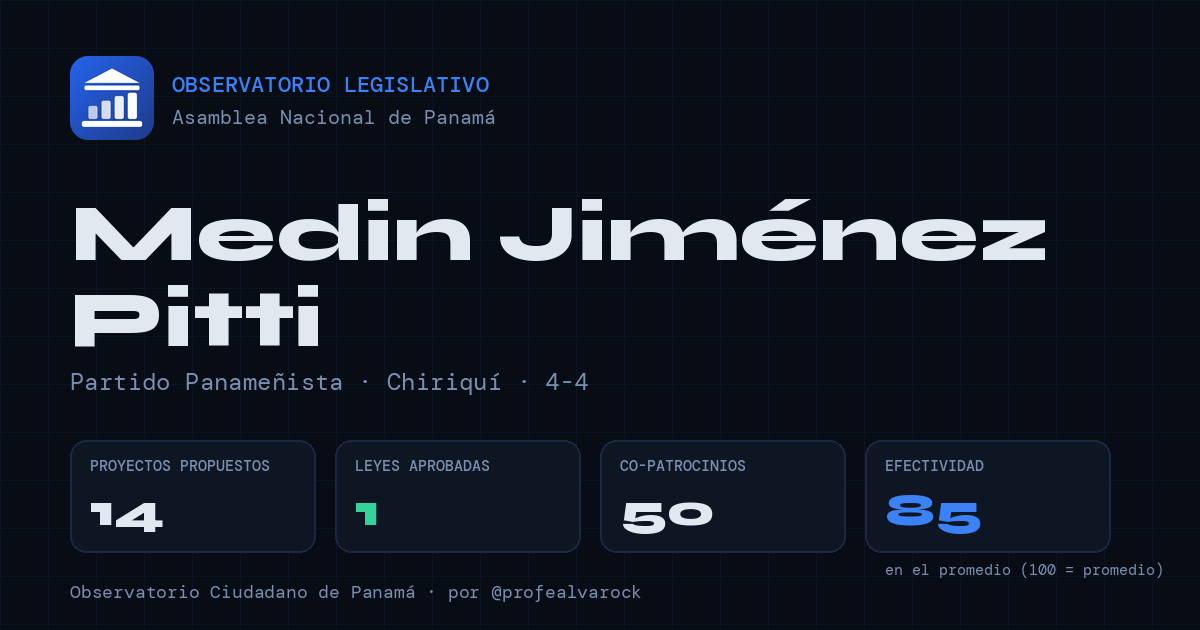 OBSERVATORIO LEGISLATIVO
Asamblea Nacional de Panamá
Medin Jiménez
Pitti
Partido Panameñista · Chiriquí · 4-4
PROYECTOS PROPUESTOS
14
LEYES APROBADAS
1
CO-PATROCINIOS
50
EFECTIVIDAD
85
en el promedio (100 = promedio)
Observatorio Ciudadano de Panamá · por @profealvarock